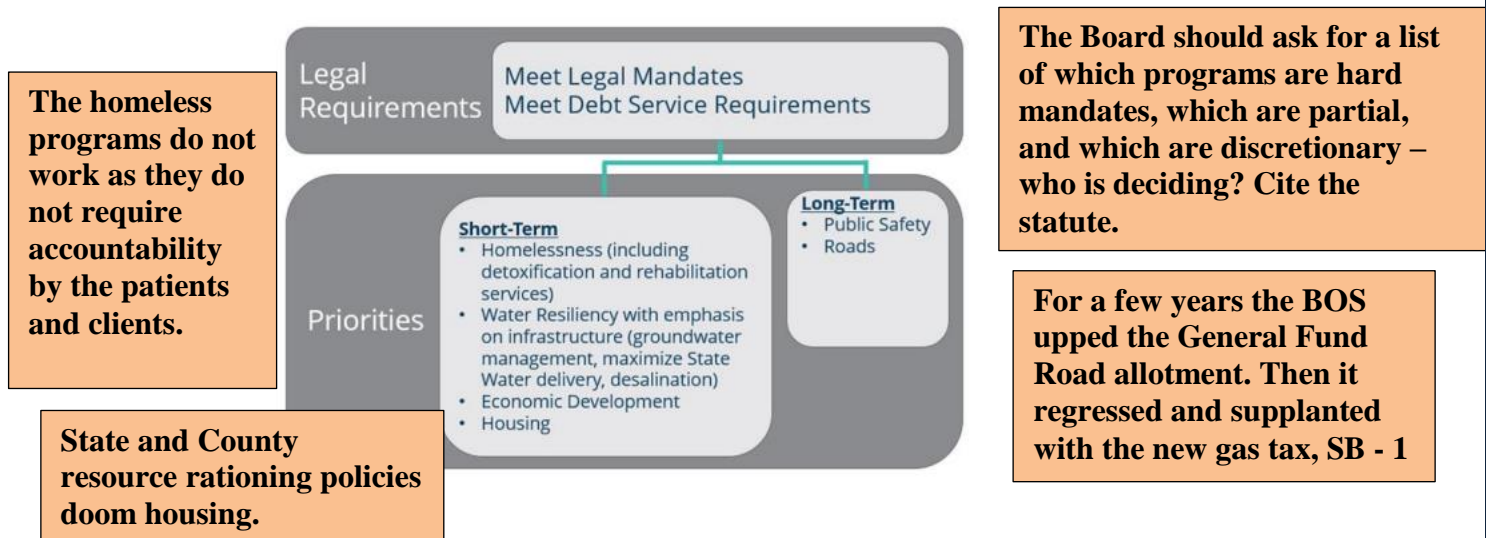 The homeless
programs do not
work as they do
not require
accountability
by the patients
and clients.
State and County
resource rationing policies
doom housing.
Legal
Requirements
Meet Legal Mandates
Meet Debt Service Requirements
Priorities
Short-Term
• Homelessness (including
detoxification and rehabilitation
services)
• Water Resiliency with emphasis
on infrastructure (groundwater
management, maximize State
Water delivery, desalination)
• Economic Development
• Housing
Long-Term
• Public Safety
• Roads
The Board should ask for a list
of which programs are hard
mandates, which are partial,
and which are discretionary –
who is deciding? Cite the
statute.
For a few years the BOS
upped the General Fund
Road allotment. Then it
regressed and supplanted
with the new gas tax, SB - 1